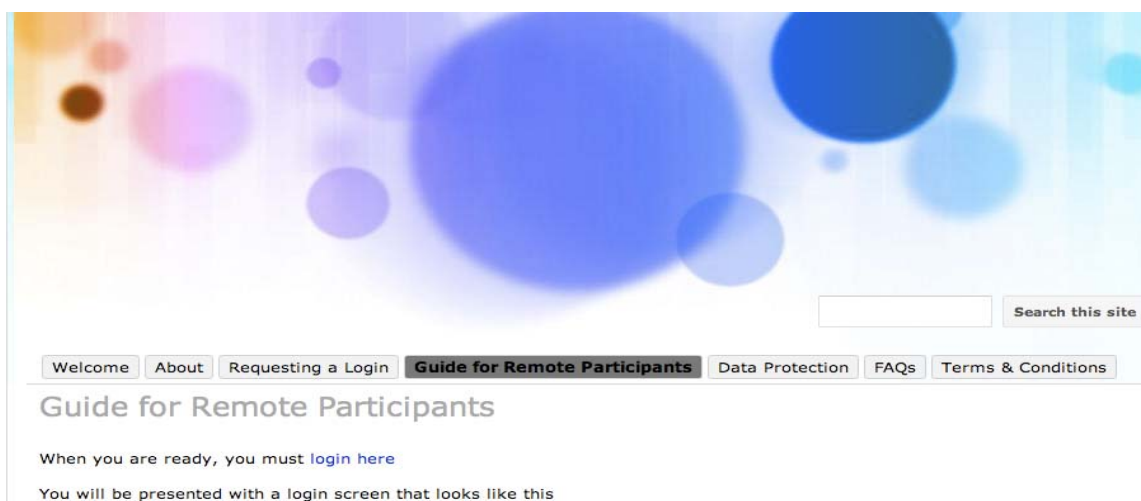 Search this site
Welcome About Requesting a Login Guide for Remote Participants Data Protection FAQs Terms & Conditions
Guide for Remote Participants
When you are ready, you must login here
You will be presented with a login screen that looks like this